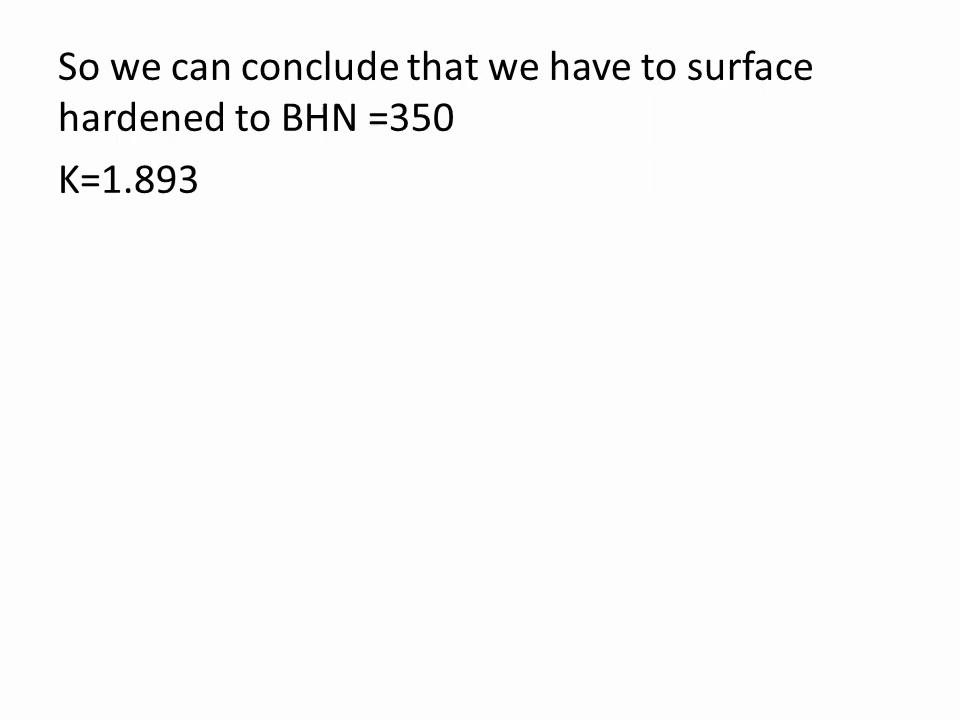 So we can conclude that we have to surface
hardened to BHN =350
K=1.893